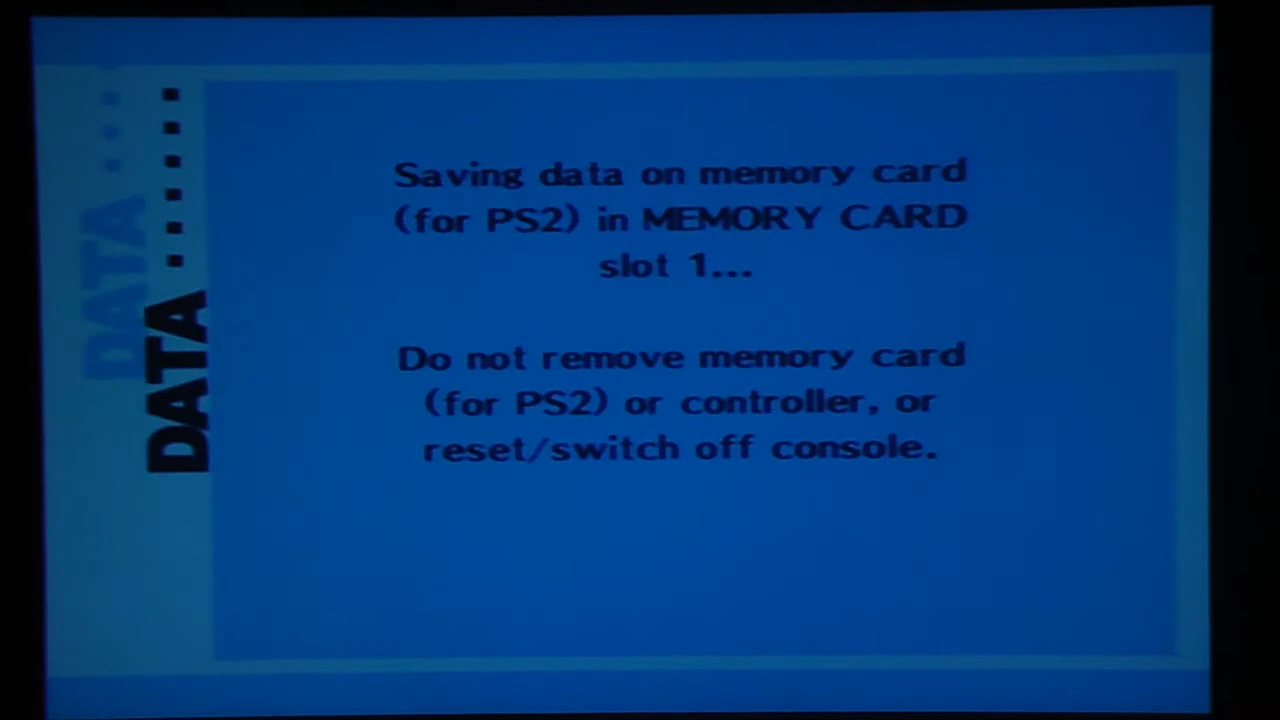 DATA......
DATA....
Saving data on memory card
(for PS2) in MEMORY CARD
slot 1...
Do not remove memory card
(for PS2) or controller, or
reset/switch off console.